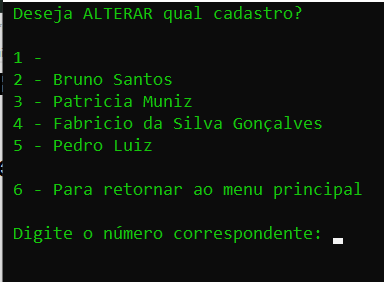 Deseja ALTERAR qual cadastro?
1 -
2 - Bruno Santos
3 - Patricia Muniz
4 - Fabricio da Silva Gonçalves
5 - Pedro Luiz
6 - Para retornar ao menu principal
Digite o número correspondente: